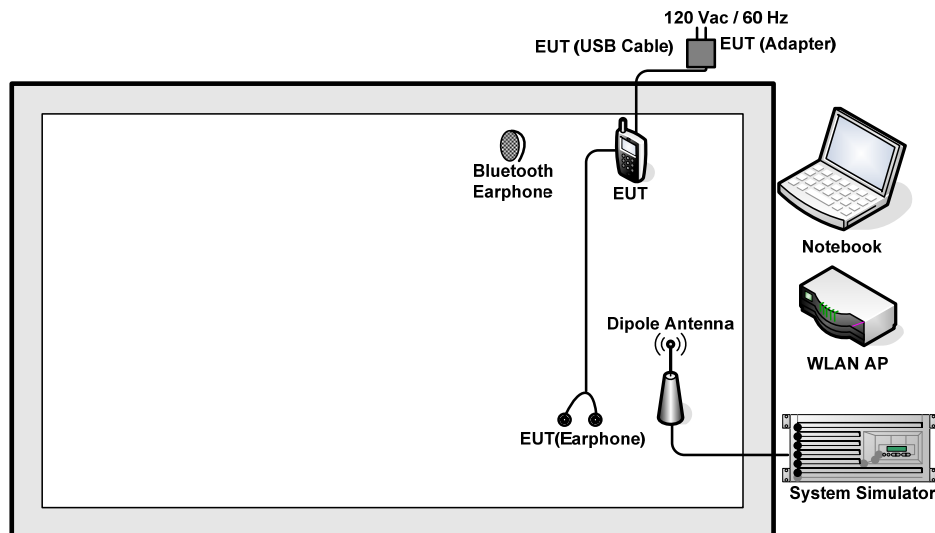 120 Vac / 60 Hz
EUT (USB Cable)
EUT (Adapter)
Bluetooth
Earphone
EUT
Notebook
Dipole Antenna
WLAN AP
EUT(Earphone)
System Simulator